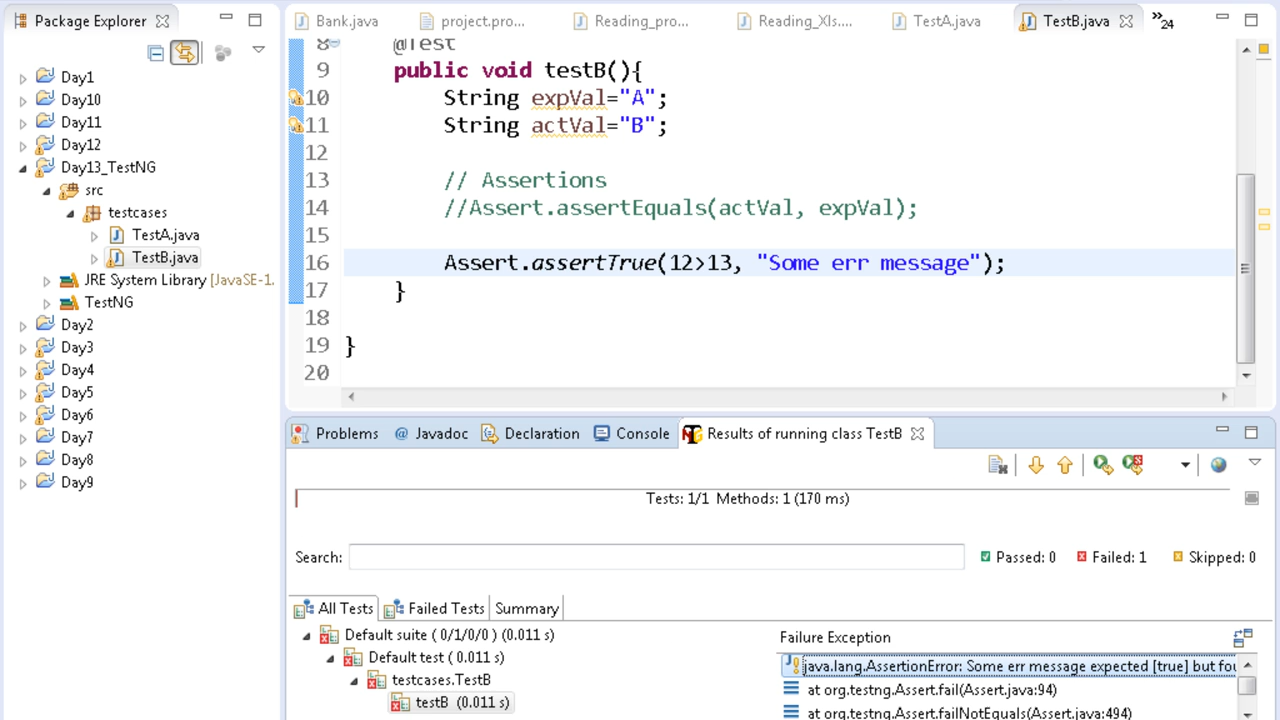 Package Explorer
Day1
Day10
Day11
Day12
Day13_TestNG
src
testcases
TestA.java
TestB.java
JRE System Library [JavaSE-1.
TestNG
Day2
Day3
Day4
Day5
Day6
Day7
Day8
Day9
Bank.java project.pro... Reading_pro... Reading_Xls.... TestA.java TestB.java »24
8 @Test
9 public void testB(){
10 String expVal="A";
11 String actVal="B";
12
13 // Assertions
14 //Assert.assertEquals(actVal, expVal);
15
16 Assert.assertTrue(12>13, "Some err message");
17 }
18
19 }
20
Problems @ Javadoc Declaration Console Results of running class TestB
Tests: 1/1 Methods: 1 (170 ms)
Search: Passed: 0 Failed: 1 Skipped: 0
All Tests Failed Tests Summary
Default suite ( 0/1/0/0 ) (0.011 s)
Default test ( 0.011 s)
testcases.TestB
testB (0.011 s)
Failure Exception
java.lang.AssertionError: Some err message expected [true] but fou
at org.testng.Assert.fail(Assert.java:94)
at org.testng.Assert.failNotEquals(Assert.java:494)